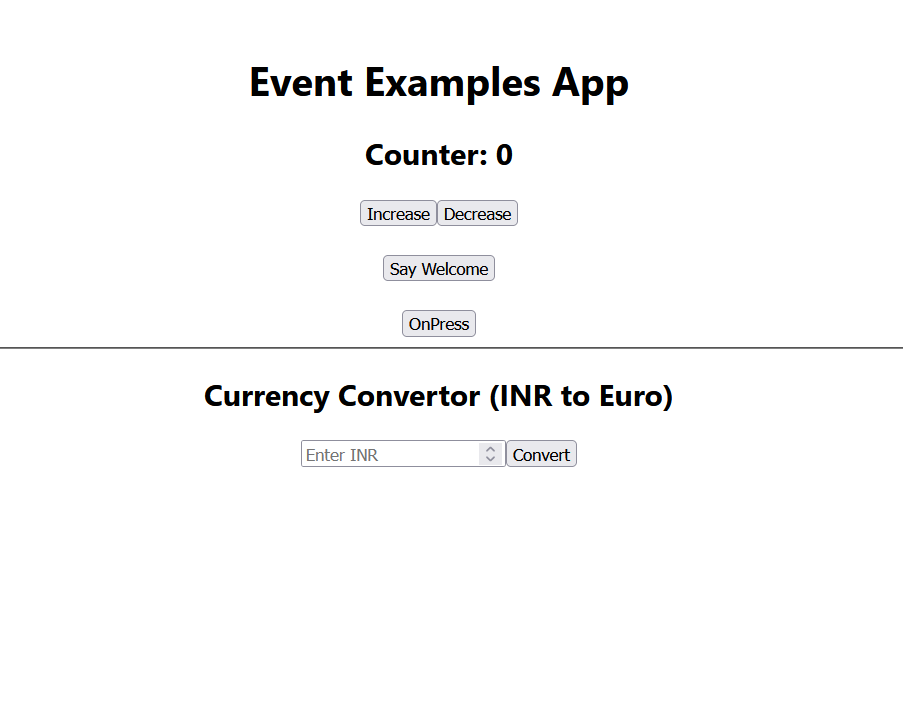 Event Examples App
Counter: 0
Increase Decrease
Say Welcome
OnPress
Currency Convertor (INR to Euro)
Enter INR Convert